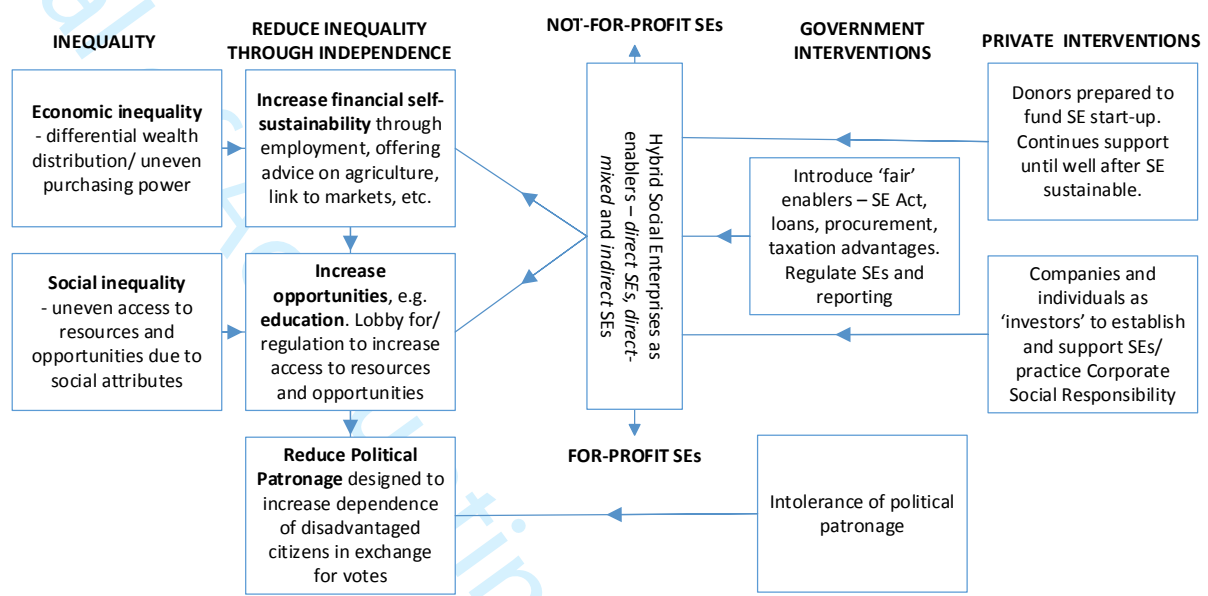 INEQUALITY
REDUCE INEQUALITY
THROUGH INDEPENDENCE
NOT-FOR-PROFIT SEs
GOVERNMENT
INTERVENTIONS
PRIVATE INTERVENTIONS
Economic inequality
- differential wealth
distribution/ uneven
purchasing power
Increase financial self-
sustainability through
employment, offering
advice on agriculture,
link to markets, etc.
Hybrid Social Enterprises as
enablers – direct SEs, direct-
mixed and indirect SEs
Introduce ‘fair’
enablers – SE Act,
loans, procurement,
taxation advantages.
Regulate SEs and
reporting
Donors prepared to
fund SE start-up.
Continues support
until well after SE
sustainable.
Social inequality
- uneven access to
resources and
opportunities due to
social attributes
Increase
opportunities, e.g.
education. Lobby for/
regulation to increase
access to resources
and opportunities
Companies and
individuals as
‘investors’ to establish
and support SEs/
practice Corporate
Social Responsibility
FOR-PROFIT SEs
Reduce Political
Patronage designed to
increase dependence
of disadvantaged
citizens in exchange
for votes
Intolerance of political
patronage